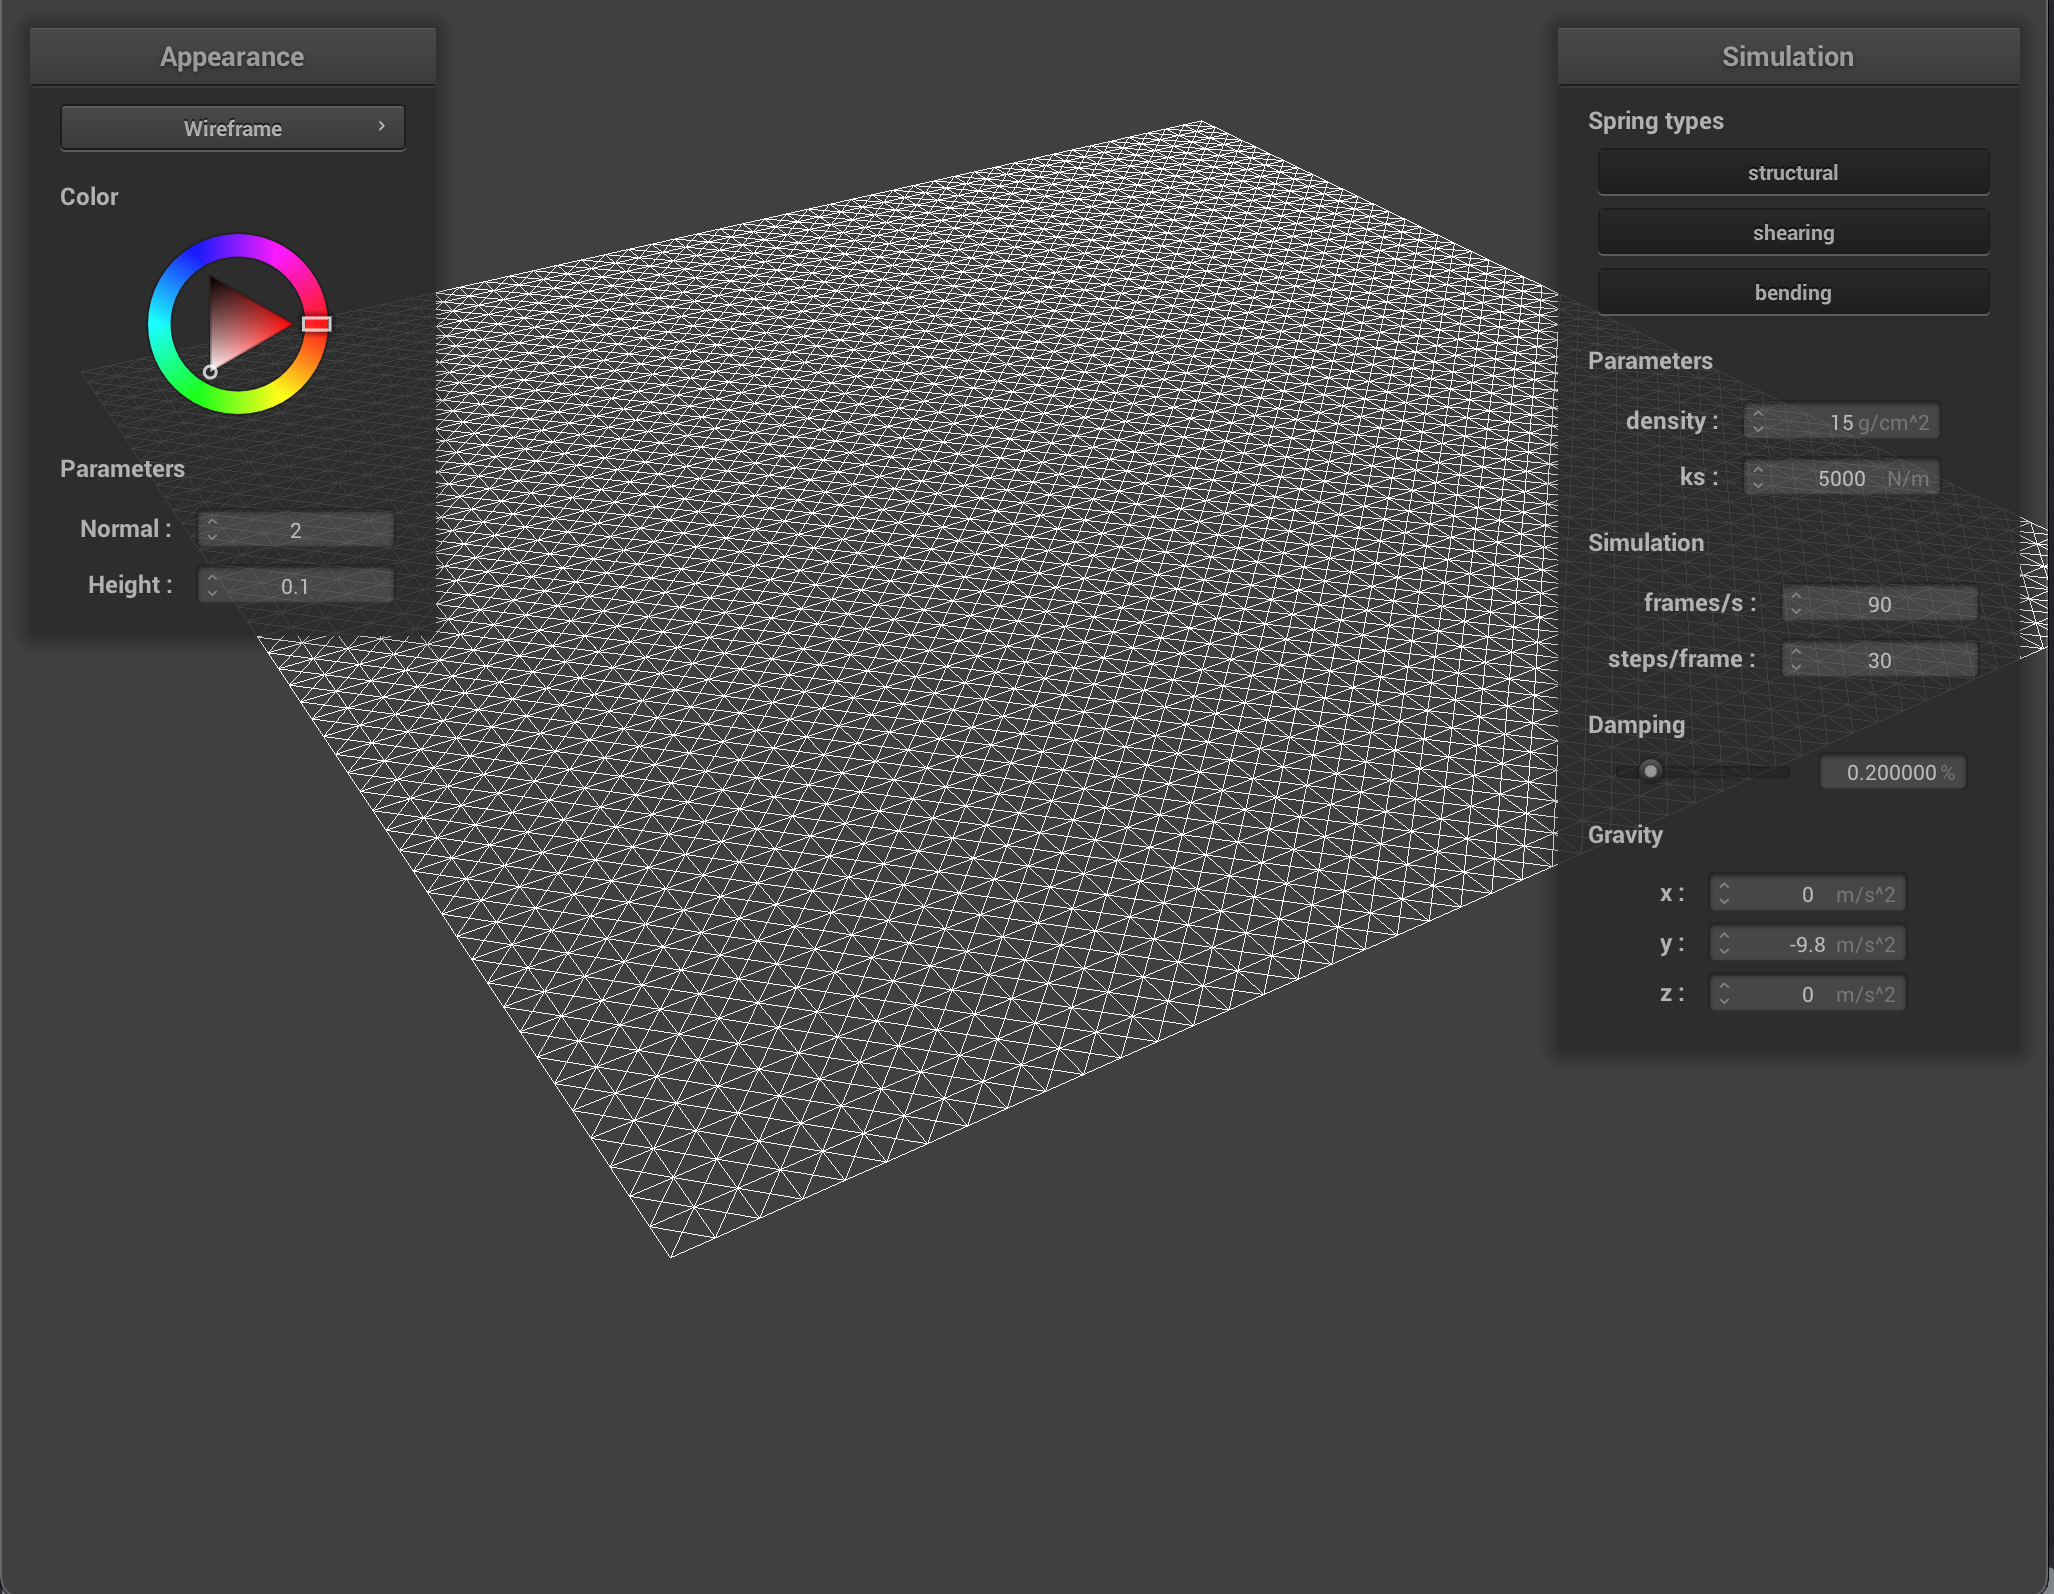 Appearance
Wireframe
Color
Parameters
Normal : 2
Height : 0.1
Simulation
Spring types
structural
shearing
bending
Parameters
density : 15 g/cm^2
ks : 5000 N/m
Simulation
frames/s : 90
steps/frame : 30
Damping
0.200000 %
Gravity
x : 0 m/s^2
y : -9.8 m/s^2
z : 0 m/s^2